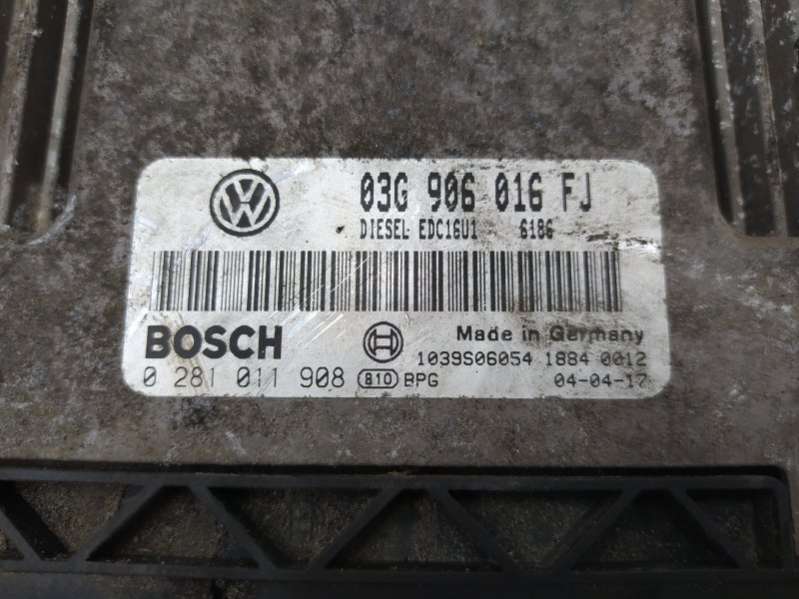 03G 906 016 FJ
DIESEL EDC16U1 6186
BOSCH
Made in Germany
1039S06054 1884 0012
0 281 011 908 810 BPG 04-04-17